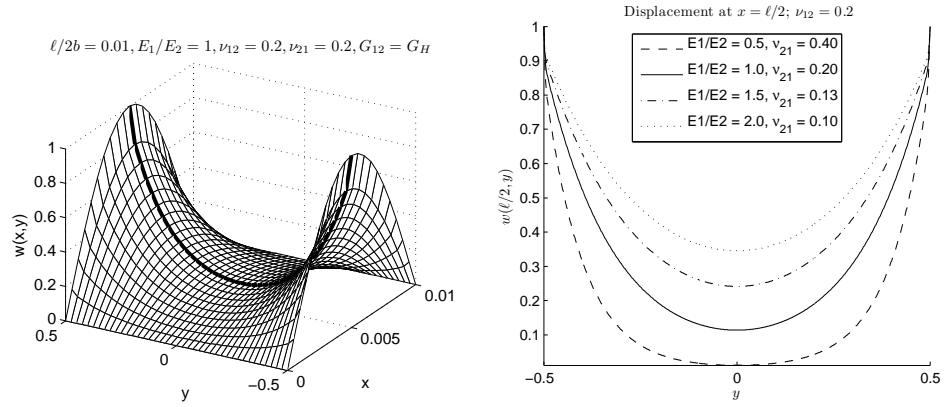 ℓ/2b = 0.01, E₁/E₂ = 1, ν₁₂ = 0.2, ν₂₁ = 0.2, G₁₂ = G_H
1
0.8
0.6
0.4
0.2
0
w(x,y)
0.5
0
−0.5
y
0
0.005
0.01
x
Displacement at x = ℓ/2; ν₁₂ = 0.2
E1/E2 = 0.5, ν₂₁ = 0.40
E1/E2 = 1.0, ν₂₁ = 0.20
E1/E2 = 1.5, ν₂₁ = 0.13
E1/E2 = 2.0, ν₂₁ = 0.10
1
0.9
0.8
0.7
0.6
0.5
0.4
0.3
0.2
0.1
w(ℓ/2, y)
−0.5
0
0.5
y